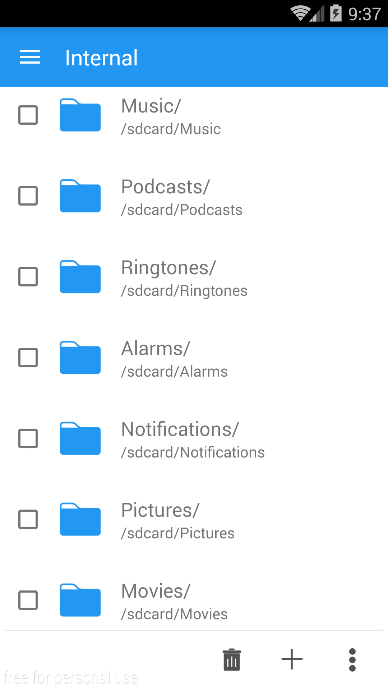 9:37
Internal
Music/
/sdcard/Music
Podcasts/
/sdcard/Podcasts
Ringtones/
/sdcard/Ringtones
Alarms/
/sdcard/Alarms
Notifications/
/sdcard/Notifications
Pictures/
/sdcard/Pictures
Movies/
/sdcard/Movies
free for personal use